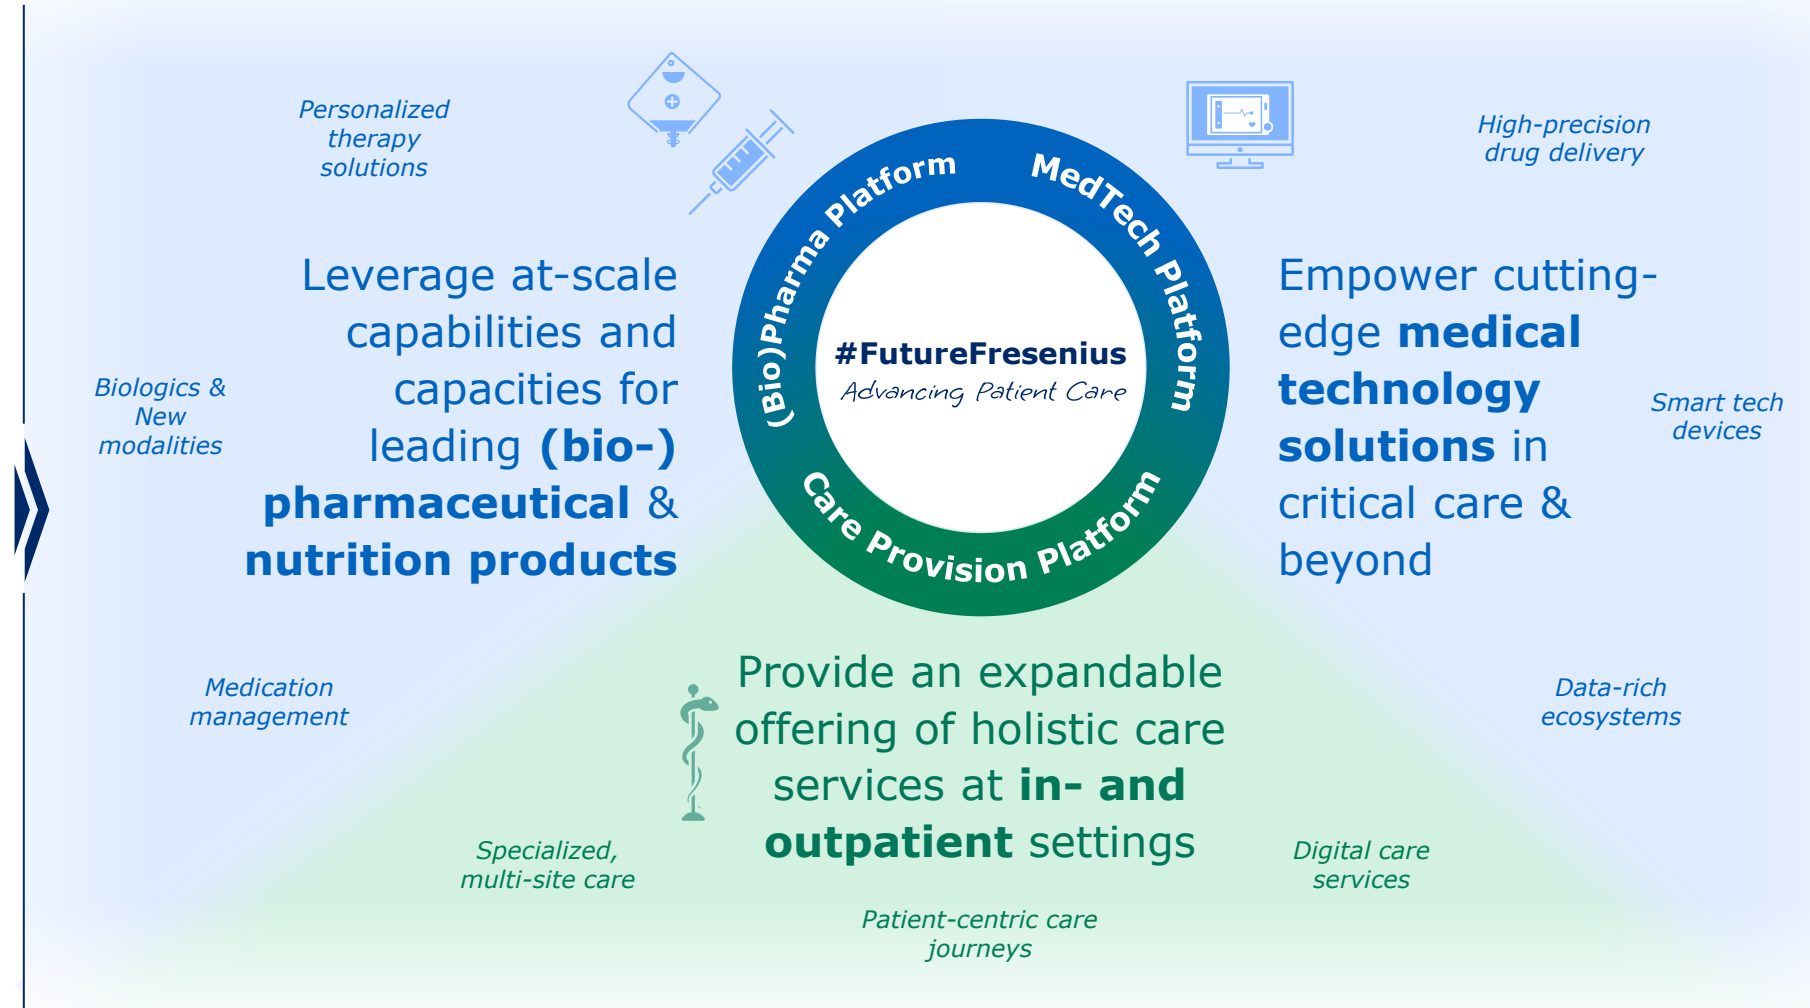 Personalized
therapy
solutions
High-precision
drug delivery
(Bio)Pharma Platform
MedTech Platform
Care Provision Platform
#FutureFresenius
Advancing Patient Care
Leverage at-scale
capabilities and
capacities for
leading (bio-)
pharmaceutical &
nutrition products
Empower cutting-
edge medical
technology
solutions in
critical care &
beyond
Biologics &
New
modalities
Smart tech
devices
Medication
management
Data-rich
ecosystems
Provide an expandable
offering of holistic care
services at in- and
outpatient settings
Specialized,
multi-site care
Digital care
services
Patient-centric care
journeys